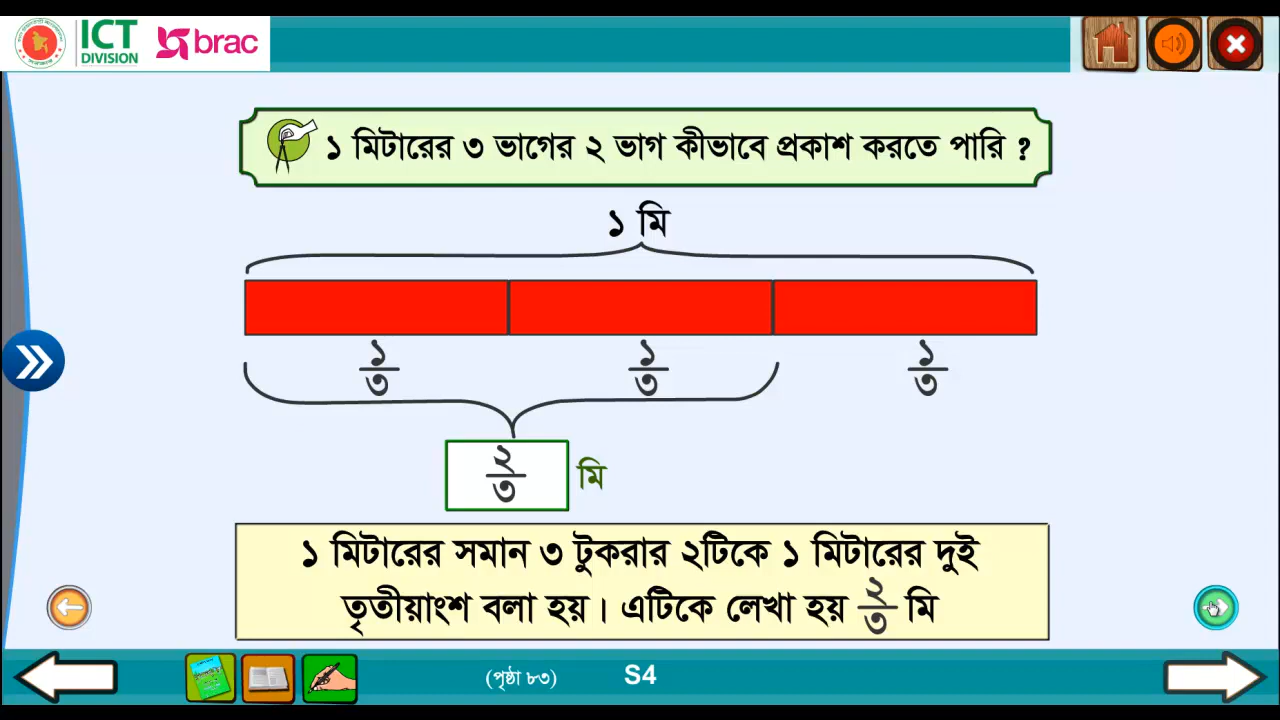 ICT
DIVISION
brac
১ মিটারের ৩ ভাগের ২ ভাগ কীভাবে প্রকাশ করতে পারি ?
১ মি
১/৩ ১/৩ ১/৩
২/৩ মি
১ মিটারের সমান ৩ টুকরার ২টিকে ১ মিটারের দুই
তৃতীয়াংশ বলা হয়। এটিকে লেখা হয় ২/৩ মি
(পৃষ্ঠা ৮৩)
S4